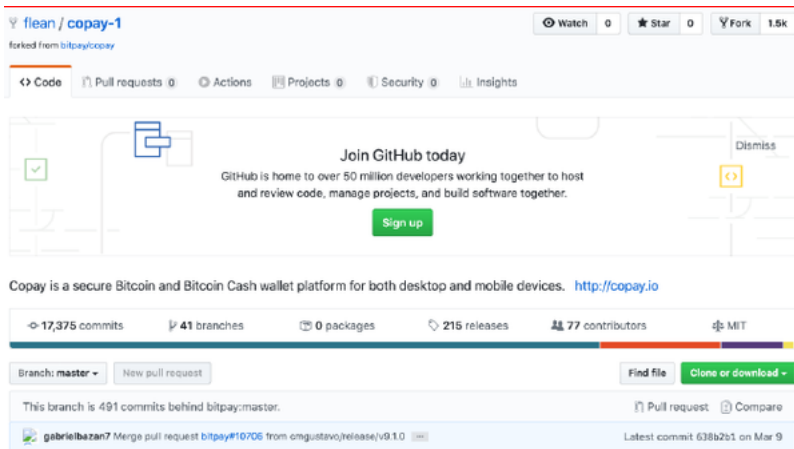 flean / copay-1
Watch 0 Star 0 Fork 1.5k
forked from bitpay/copay
Code Pull requests 0 Actions Projects 0 Security 0 Insights
Join GitHub today
Dismiss
GitHub is home to over 50 million developers working together to host
and review code, manage projects, and build software together.
Sign up
Copay is a secure Bitcoin and Bitcoin Cash wallet platform for both desktop and mobile devices. http://copay.io
17,375 commits 41 branches 0 packages 215 releases 77 contributors MIT
Branch: master New pull request Find file Clone or download
This branch is 491 commits behind bitpay:master. Pull request Compare
gabrielbazan7 Merge pull request bitpay#10706 from cmgustavo/release/v9.1.0 ... Latest commit 638b2b1 on Mar 9